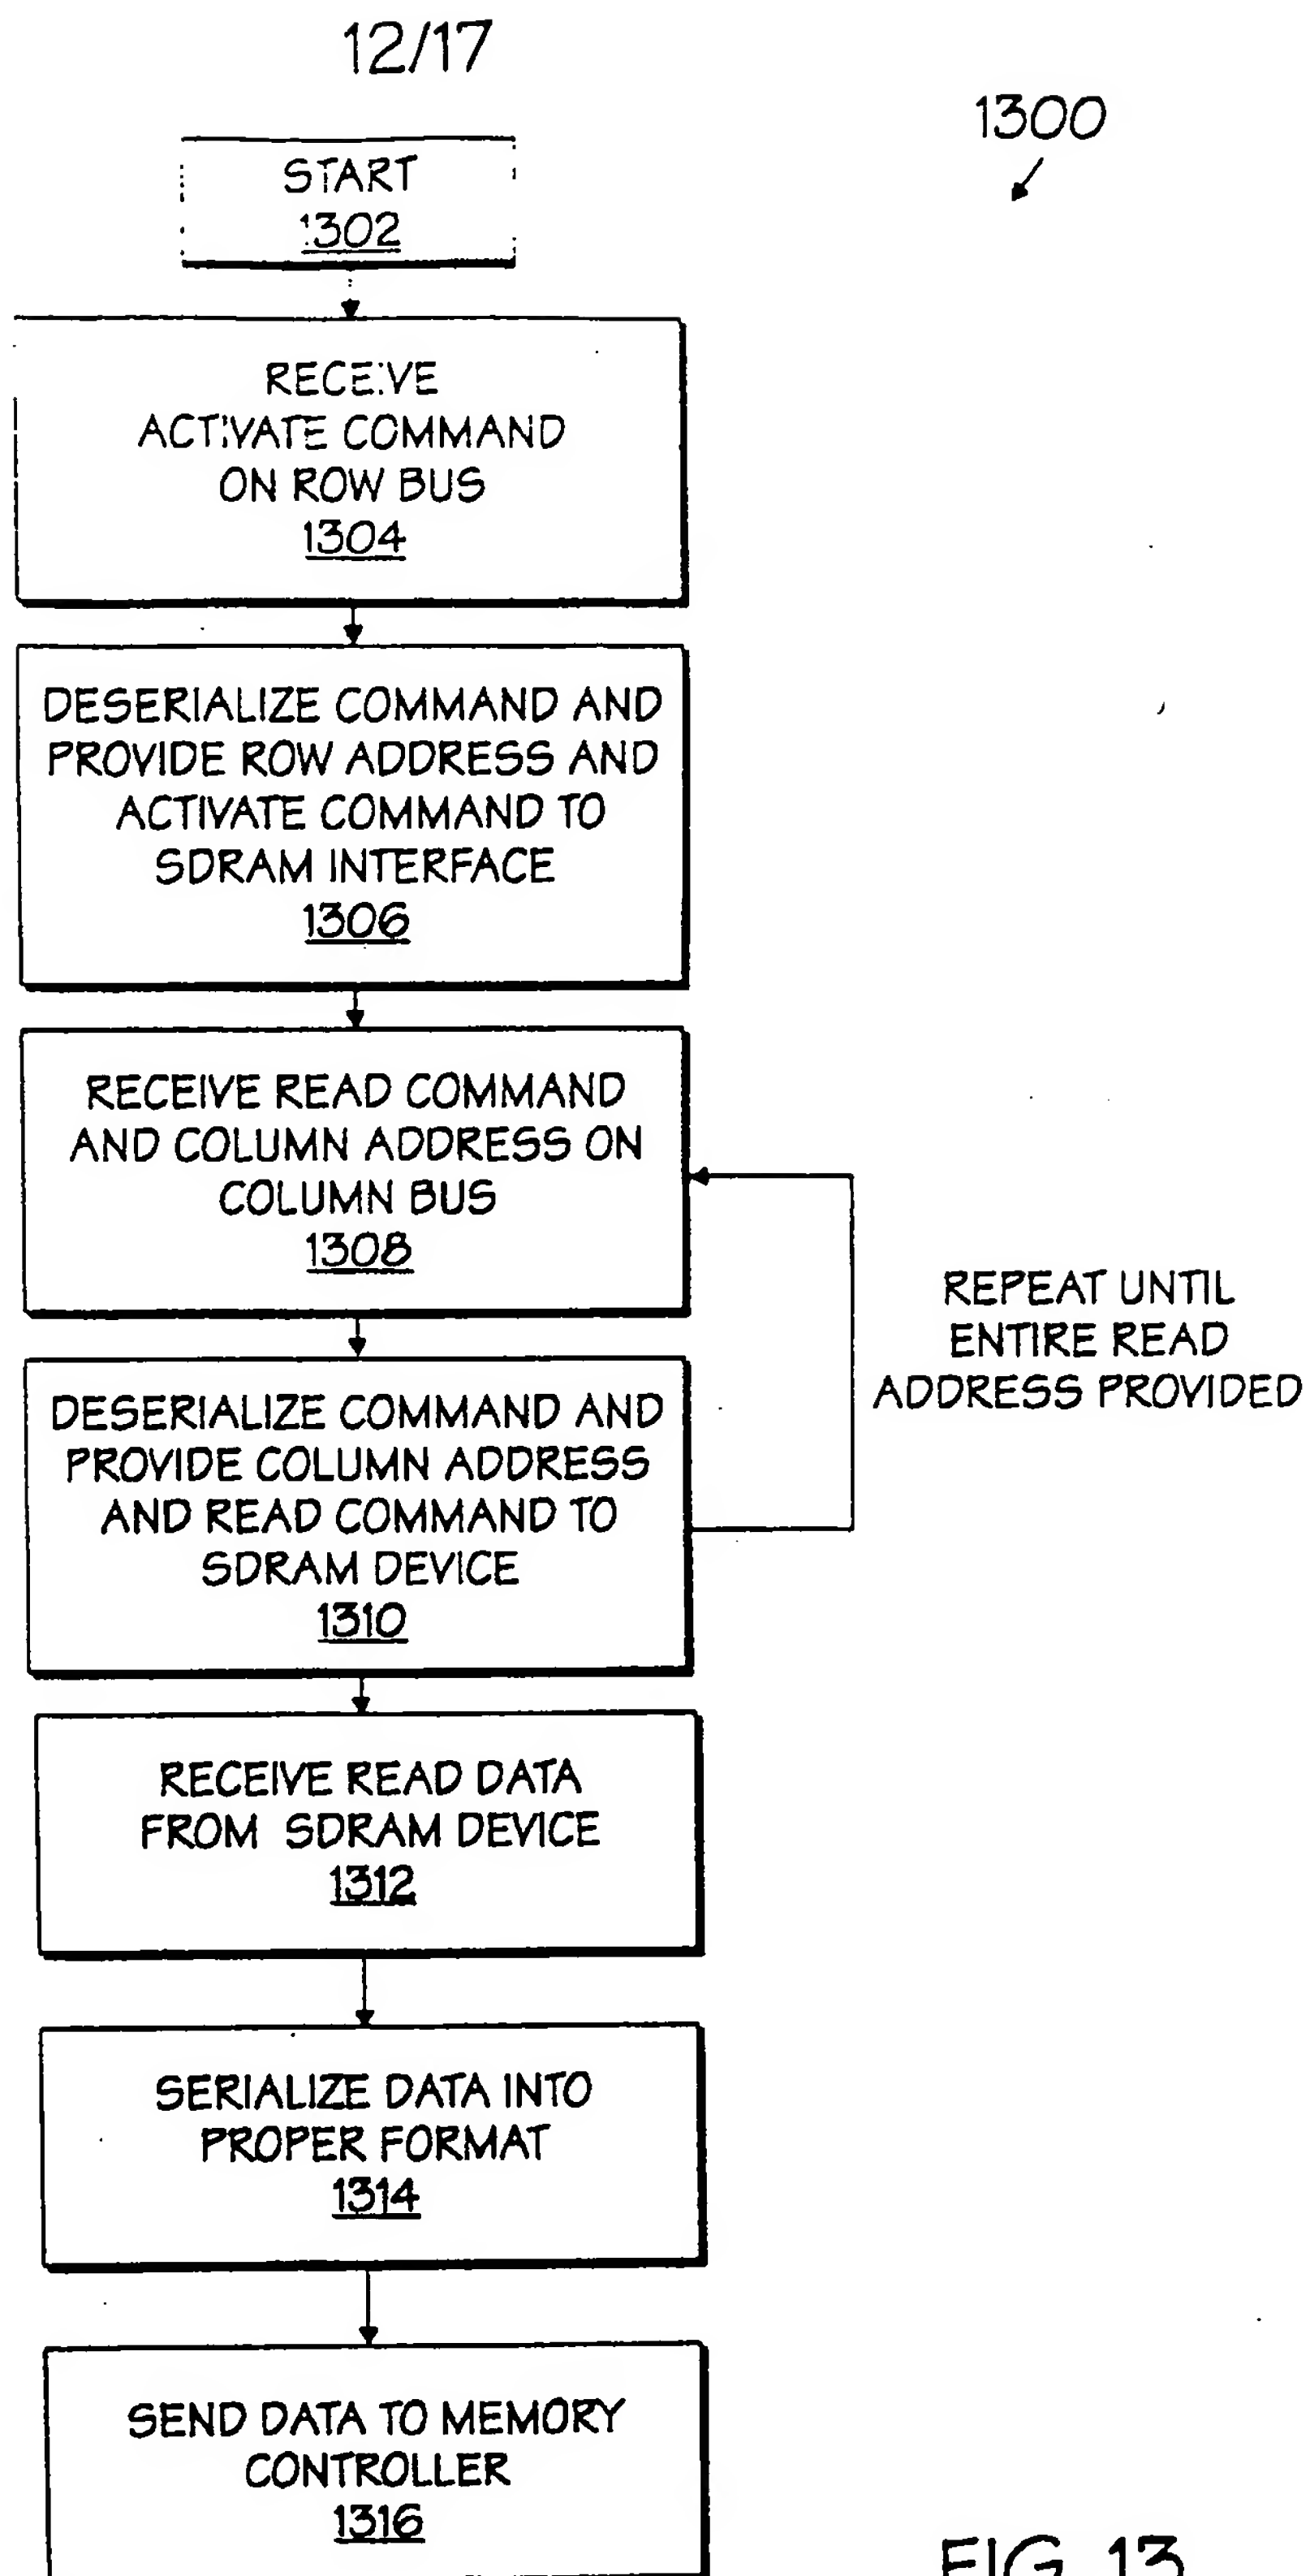 12/17
1300
START
1302
RECEIVE
ACTIVATE COMMAND
ON ROW BUS
1304
DESERIALIZE COMMAND AND
PROVIDE ROW ADDRESS AND
ACTIVATE COMMAND TO
SDRAM INTERFACE
1306
RECEIVE READ COMMAND
AND COLUMN ADDRESS ON
COLUMN BUS
1308
REPEAT UNTIL
ENTIRE READ
ADDRESS PROVIDED
DESERIALIZE COMMAND AND
PROVIDE COLUMN ADDRESS
AND READ COMMAND TO
SDRAM DEVICE
1310
RECEIVE READ DATA
FROM SDRAM DEVICE
1312
SERIALIZE DATA INTO
PROPER FORMAT
1314
SEND DATA TO MEMORY
CONTROLLER
1316
FIG. 13